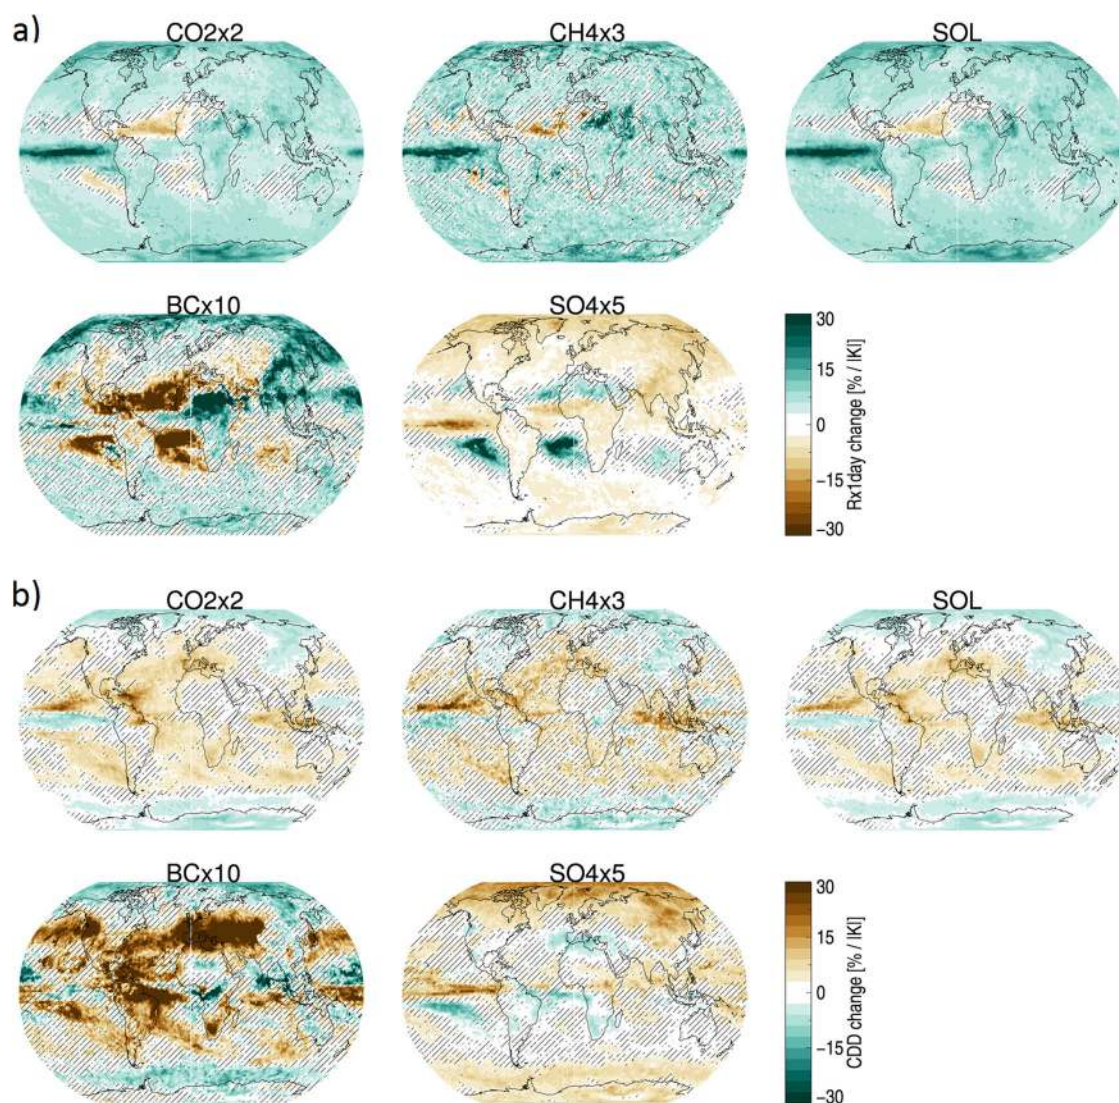 a)
CO2x2
CH4x3
SOL
BCx10
SO4x5
30
15
0
-15
-30
Rx1day change [% / |K|]
b)
CO2x2
CH4x3
SOL
BCx10
SO4x5
30
15
0
-15
-30
CDD change [% / |K|]